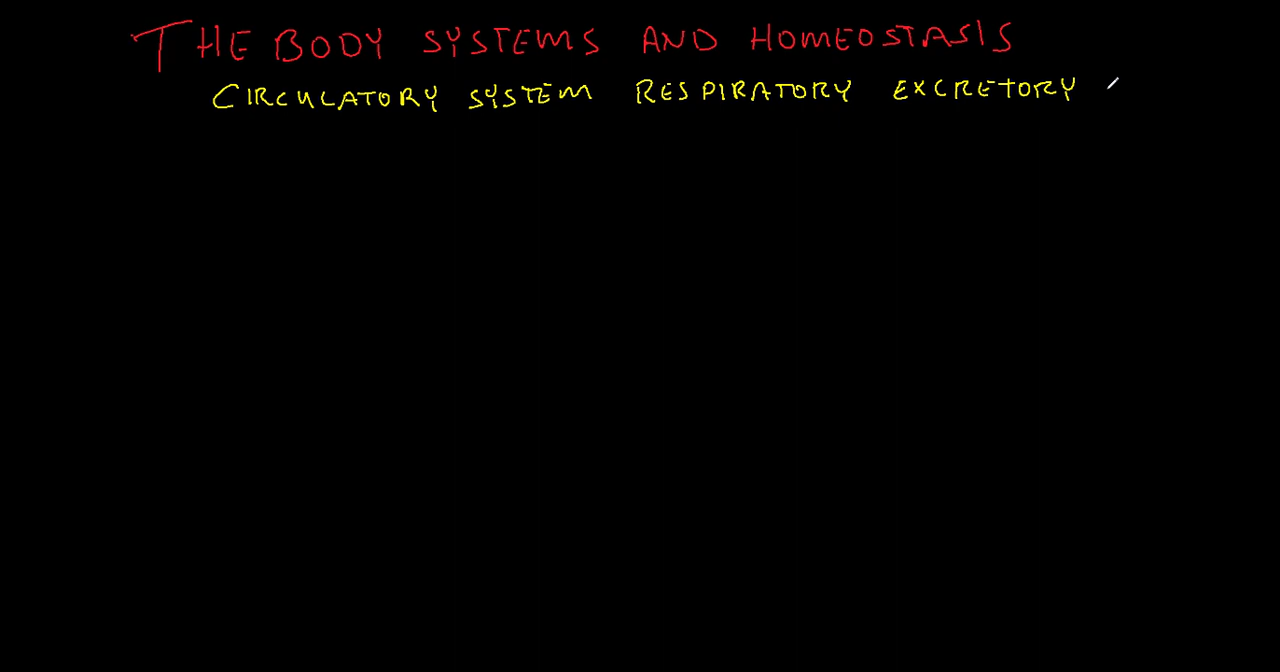 THE BODY SYSTEMS AND HOMEOSTASIS
CIRCULATORY SYSTEM RESPIRATORY EXCRETORY